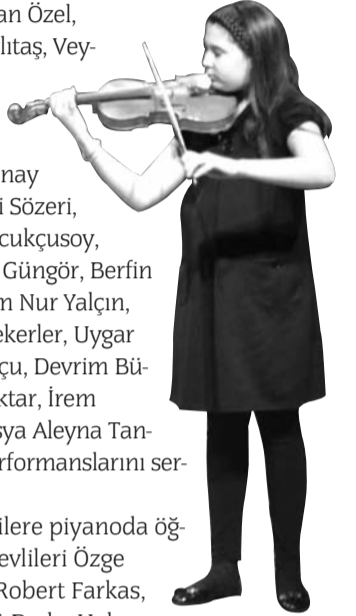 an Özel,
lıtaş, Vey-
nay
i Sözeri,
cukçusoy,
Güngör, Berfin
m Nur Yalçın,
ekerler, Uygar
çu, Devrim Bü-
ktar, İrem
sya Aleyna Tan-
rformanslarını ser-
ilere piyanoda öğ-
evlileri Özge
Robert Farkas,